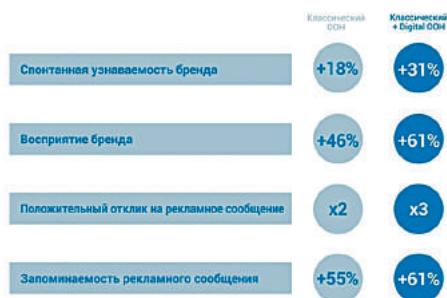 Классический
OOH
Классический
+ Digital OOH
Спонтанная узнаваемость бренда
+18%
+31%
Восприятие бренда
+46%
+61%
Положительный отклик на рекламное сообщение
x2
x3
Запоминаемость рекламного сообщения
+55%
+61%